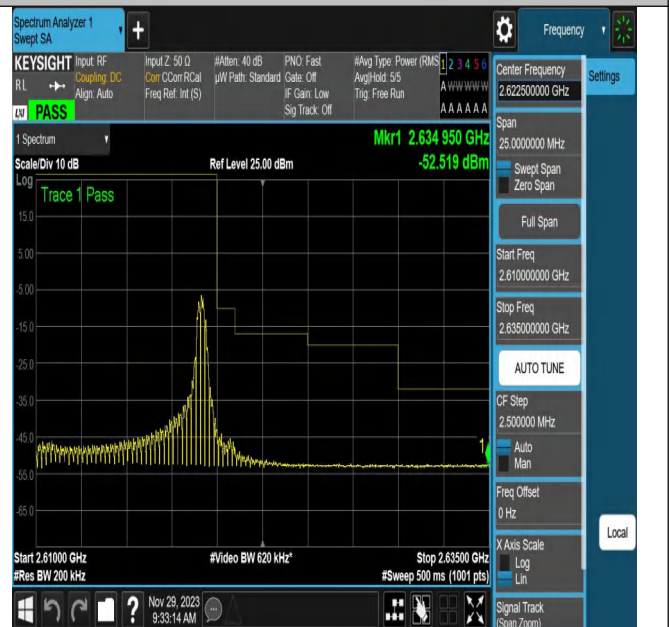 Spectrum Analyzer 1
Swept SA
+
Frequency
KEYSIGHT
RL
LXI
PASS
Input: RF
Coupling: DC
Align: Auto
Input Z: 50 Ω
Corr CCorr RCal
Freq Ref: Int (S)
#Atten: 40 dB
µW Path: Standard
PNO: Fast
Gate: Off
IF Gain: Low
Sig Track: Off
#Avg Type: Power (RMS
Avg|Hold: 5/5
Trig: Free Run
1 2 3 4 5 6
A W W W W W
A A A A A A
1 Spectrum
Scale/Div 10 dB
Ref Level 25.00 dBm
Mkr1 2.634 950 GHz
-52.519 dBm
Log
Trace 1 Pass
15.0
5.00
-5.00
-15.0
-25.0
-35.0
-45.0
-55.0
-65.0
1
Start 2.61000 GHz
#Res BW 200 kHz
#Video BW 620 kHz*
Stop 2.63500 GHz
#Sweep 500 ms (1001 pts)
Nov 29, 2023
9:33:14 AM
?
Center Frequency
2.622500000 GHz
Settings
Span
25.0000000 MHz
Swept Span
Zero Span
Full Span
Start Freq
2.610000000 GHz
Stop Freq
2.635000000 GHz
AUTO TUNE
CF Step
2.500000 MHz
Auto
Man
Freq Offset
0 Hz
X Axis Scale
Log
Lin
Local
Signal Track
(Span Zoom)